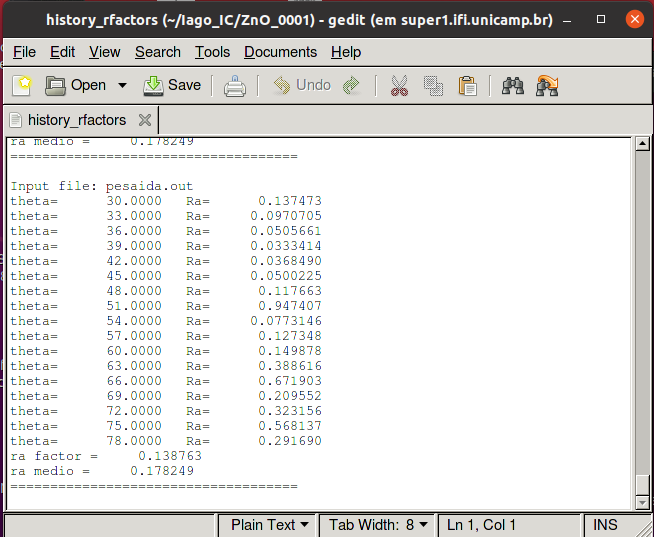 history_rfactors (~/Iago_IC/ZnO_0001) - gedit (em super1.ifi.unicamp.br)
File Edit View Search Tools Documents Help
Open Save Undo
history_rfactors
ra medio = 0.178249
====================================
Input file: pesaida.out
theta= 30.0000 Ra= 0.137473
theta= 33.0000 Ra= 0.0970705
theta= 36.0000 Ra= 0.0505661
theta= 39.0000 Ra= 0.0333414
theta= 42.0000 Ra= 0.0368490
theta= 45.0000 Ra= 0.0500225
theta= 48.0000 Ra= 0.117663
theta= 51.0000 Ra= 0.947407
theta= 54.0000 Ra= 0.0773146
theta= 57.0000 Ra= 0.127348
theta= 60.0000 Ra= 0.149878
theta= 63.0000 Ra= 0.388616
theta= 66.0000 Ra= 0.671903
theta= 69.0000 Ra= 0.209552
theta= 72.0000 Ra= 0.323156
theta= 75.0000 Ra= 0.568137
theta= 78.0000 Ra= 0.291690
ra factor = 0.138763
ra medio = 0.178249
====================================
Plain Text Tab Width: 8 Ln 1, Col 1 INS